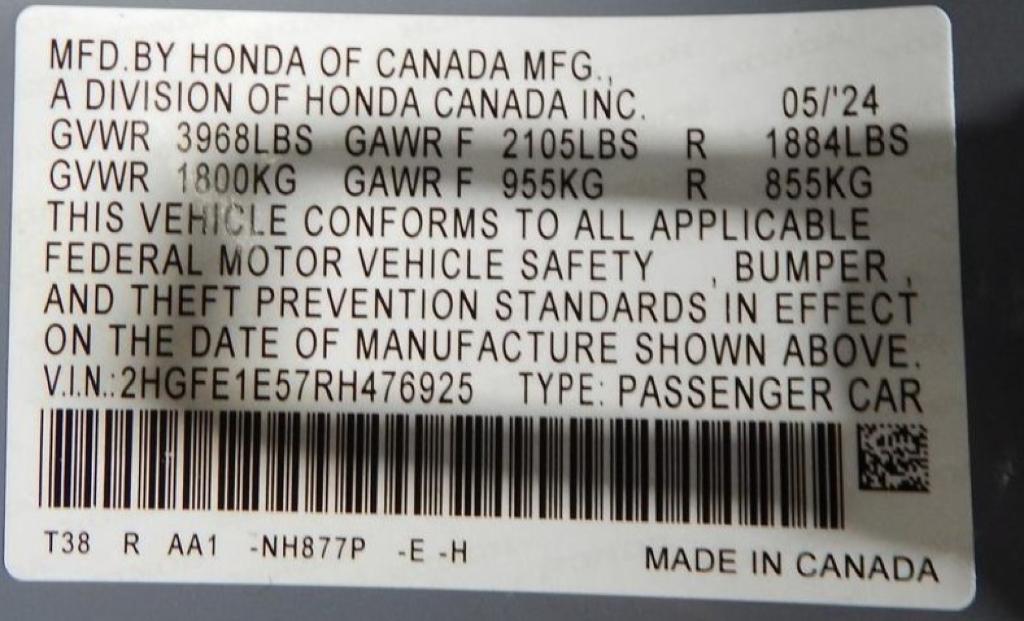 MFD.BY HONDA OF CANADA MFG.,
A DIVISION OF HONDA CANADA INC. 05/'24
GVWR 3968LBS GAWR F 2105LBS R 1884LBS
GVWR 1800KG GAWR F 955KG R 855KG
THIS VEHICLE CONFORMS TO ALL APPLICABLE
FEDERAL MOTOR VEHICLE SAFETY , BUMPER ,
AND THEFT PREVENTION STANDARDS IN EFFECT
ON THE DATE OF MANUFACTURE SHOWN ABOVE.
V.I.N.:2HGFE1E57RH476925 TYPE: PASSENGER CAR
T38 R AA1 -NH877P -E -H
MADE IN CANADA